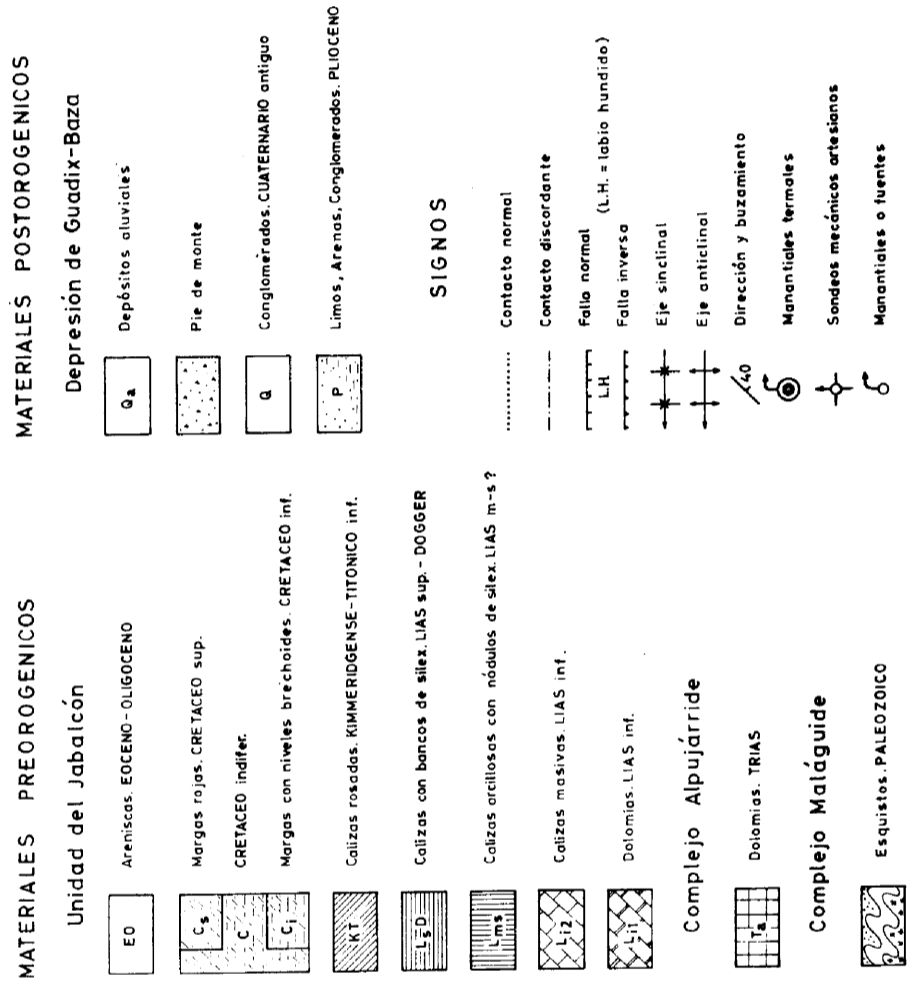 MATERIALES PREOROGENICOS
Unidad del Jabalcón
EO Areniscas. EOCENO-OLIGOCENO
Cs Margas rojas. CRETACEO sup.
C CRETACEO indifer.
Ci Margas con niveles brechoides. CRETACEO inf.
KT Calizas rosadas. KIMMERIDGENSE-TITONICO inf.
LsD Calizas con bancos de silex. LIAS sup.-DOGGER
Lms Calizas arcillosas con nódulos de silex. LIAS m-s?
Li2 Calizas masivas. LIAS inf.
Li1 Dolomias. LIAS inf.
Complejo Alpujárride
Ta Dolomias. TRIAS
Complejo Maláguide
Esquistos. PALEOZOICO
MATERIALES POSTOROGENICOS
Depresión de Guadix-Baza
Qa Depósitos aluviales
Pie de monte
Q Conglomerados. CUATERNARIO antiguo
P Limos, Arenas, Conglomerados. PLIOCENO
SIGNOS
Contacto normal
Contacto discordante
Falla normal
L.H. (L.H. = labio hundido)
Falla inversa
Eje sinclinal
Eje anticlinal
40 Dirección y buzamiento
Manantiales termales
Sondeos mecánicos artesianos
Manantiales o fuentes